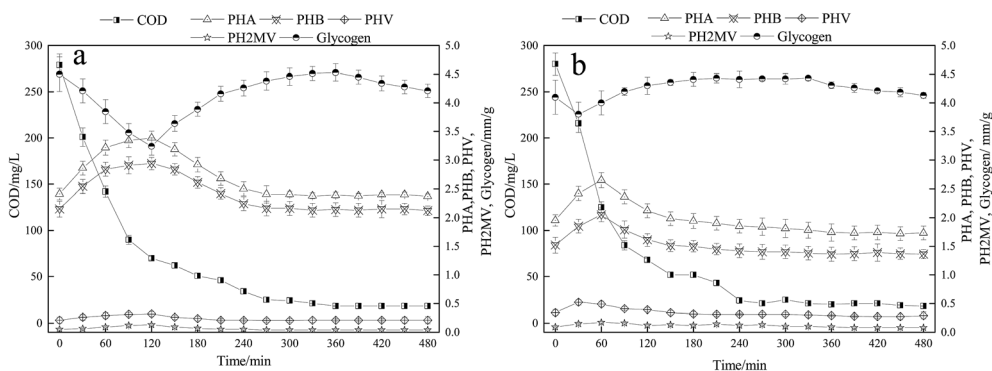 COD PHA PHB PHV
PH2MV Glycogen
a
300
250
200
150
100
50
0
COD/mg/L
5.0
4.5
4.0
3.5
3.0
2.5
2.0
1.5
1.0
0.5
0.0
PHA,PHB, PHV,
PH2MV, Glycogen/mm/g
0 60 120 180 240 300 360 420 480
Time/min
COD PHA PHB PHV
PH2MV Glycogen
b
300
250
200
150
100
50
0
COD/mg/L
5.0
4.5
4.0
3.5
3.0
2.5
2.0
1.5
1.0
0.5
0.0
PHA, PHB, PHV,
PH2MV, Glycogen/ mm/g
0 60 120 180 240 300 360 420 480
Time/min